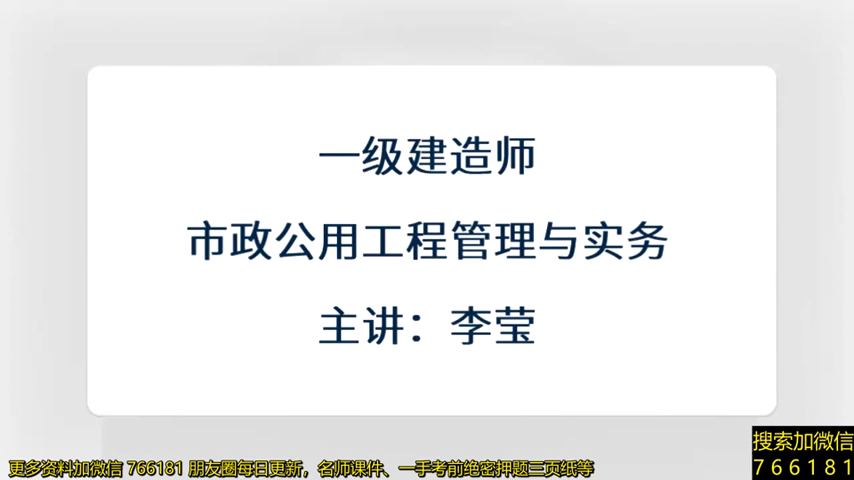 一级建造师
市政公用工程管理与实务
主讲：李莹
搜索加微信
766181
更多资料加微信 766181 朋友圈每日更新，名师课件、一手考前绝密押题三页纸等